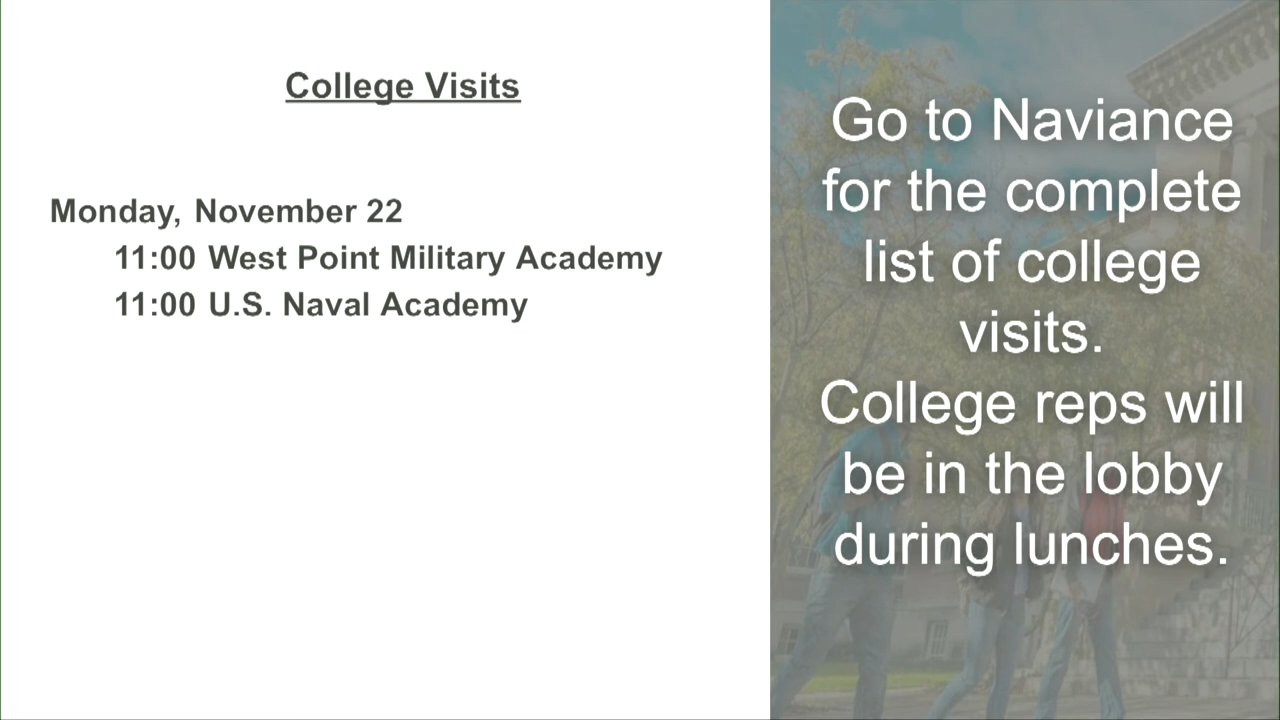 College Visits
Monday, November 22
11:00 West Point Military Academy
11:00 U.S. Naval Academy
Go to Naviance
for the complete
list of college
visits.
College reps will
be in the lobby
during lunches.